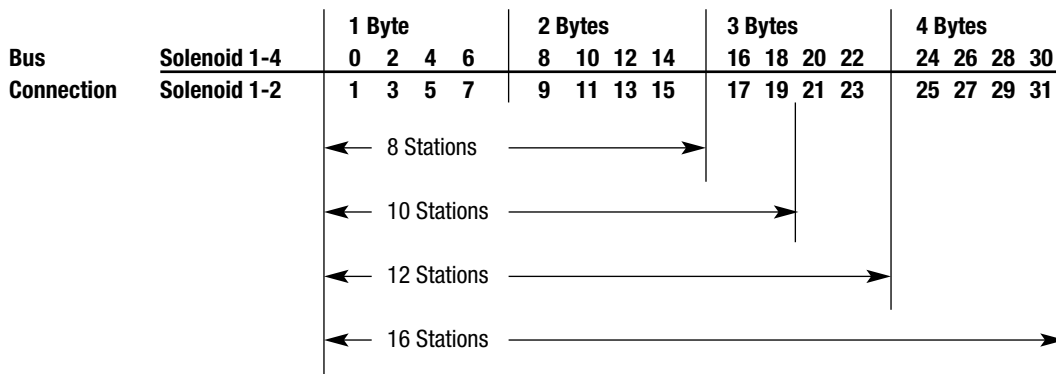 1 Byte 2 Bytes 3 Bytes 4 Bytes
Bus Solenoid 1-4 0 2 4 6 8 10 12 14 16 18 20 22 24 26 28 30
Connection Solenoid 1-2 1 3 5 7 9 11 13 15 17 19 21 23 25 27 29 31
8 Stations
10 Stations
12 Stations
16 Stations